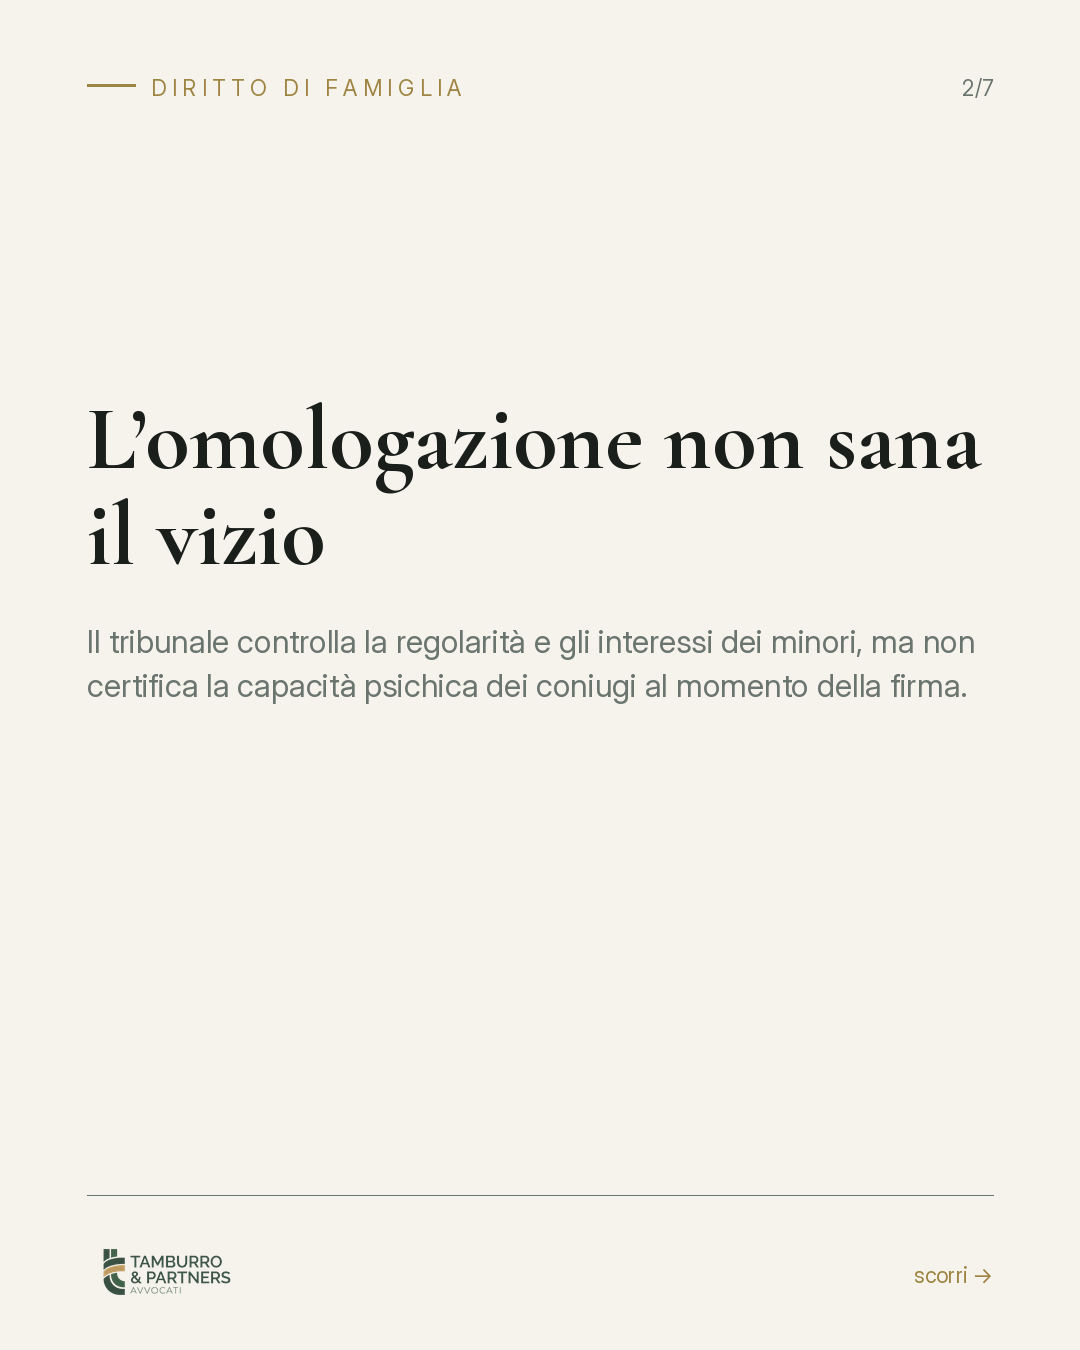 DIRITTO DI FAMIGLIA
2/7
L’omologazione non sana
il vizio
Il tribunale controlla la regolarità e gli interessi dei minori, ma non
certifica la capacità psichica dei coniugi al momento della firma.
TAMBURRO
& PARTNERS
AVVOCATI
scorri →